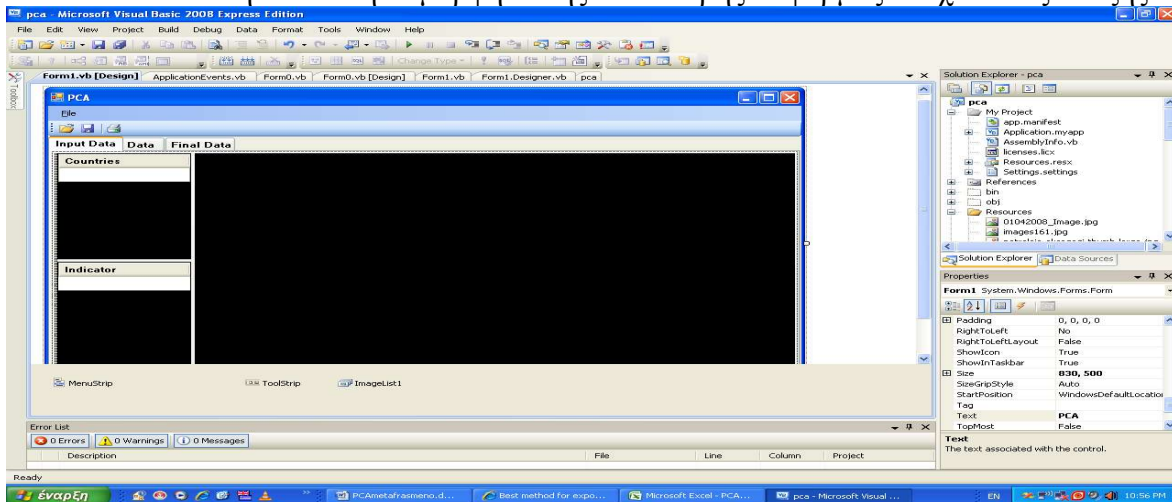 pca - Microsoft Visual Basic 2008 Express Edition
File Edit View Project Build Debug Data Format Tools Window Help
Change Type
Form1.vb [Design] ApplicationEvents.vb Form0.vb Form0.vb [Design] Form1.vb Form1.Designer.vb pca
Toolbox
PCA
File
Input Data Data Final Data
Countries
Indicator
MenuStrip ToolStrip ImageList1
Solution Explorer - pca
pca
My Project
app.manifest
Application.myapp
AssemblyInfo.vb
licenses.licx
Resources.resx
Settings.settings
References
bin
obj
Resources
01042008_Image.jpg
images161.jpg
Solution Explorer Data Sources
Properties
Form1 System.Windows.Forms.Form
Padding 0, 0, 0, 0
RightToLeft No
RightToLeftLayout False
ShowIcon True
ShowInTaskbar True
Size 830, 500
SizeGripStyle Auto
StartPosition WindowsDefaultLocation
Tag
Text PCA
TopMost False
Text
The text associated with the control.
Error List
0 Errors 0 Warnings 0 Messages
Description File Line Column Project
Ready
έναρξη PCAmetafrasmeno.d... Best method for expo... Microsoft Excel - PCA... pca - Microsoft Visual ... EN 10:56 PM